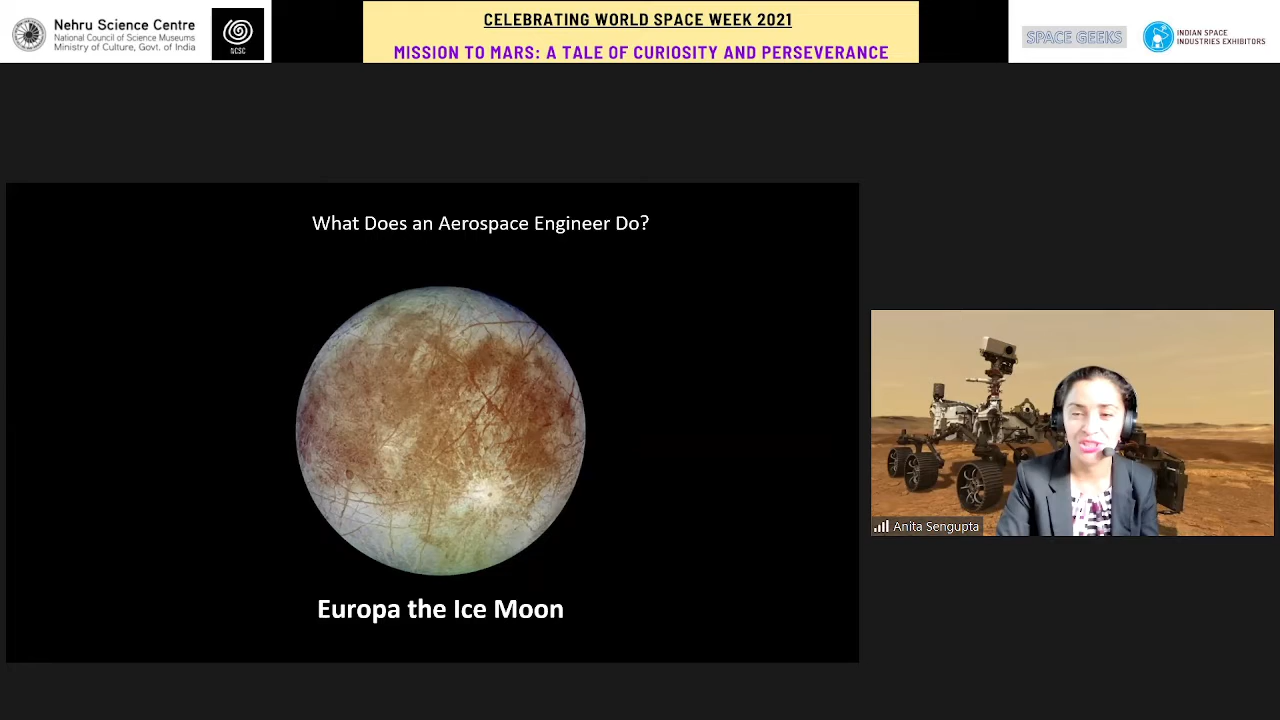 Nehru Science Centre
National Council of Science Museums
Ministry of Culture, Govt. of India
NCSC
CELEBRATING WORLD SPACE WEEK 2021
MISSION TO MARS: A TALE OF CURIOSITY AND PERSEVERANCE
SPACE GEEKS
INDIAN SPACE
INDUSTRIES EXHIBITORS
What Does an Aerospace Engineer Do?
Europa the Ice Moon
Anita Sengupta